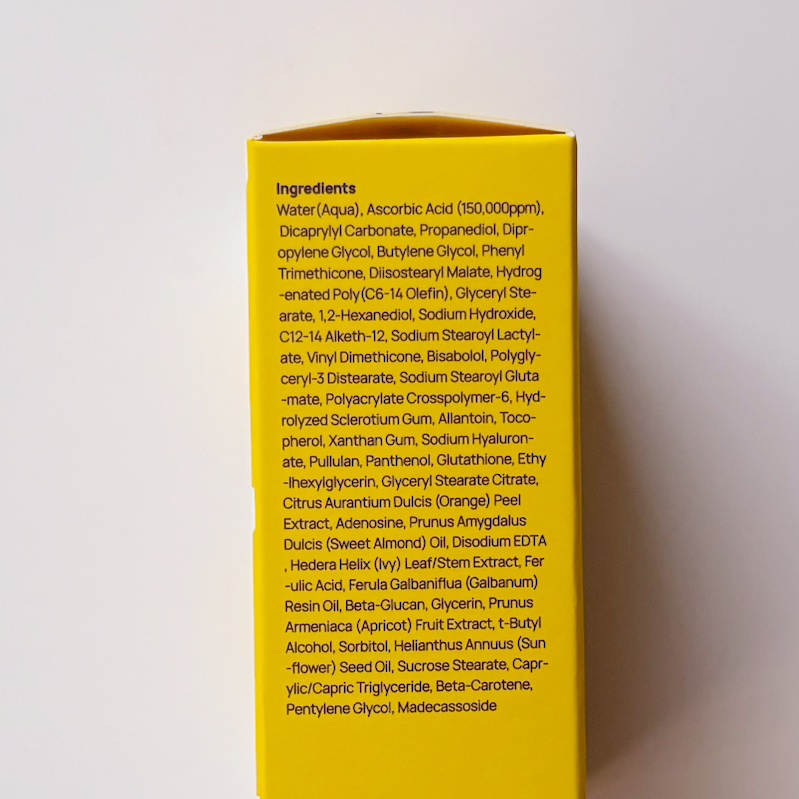 Ingredients
Water(Aqua), Ascorbic Acid (150,000ppm),
Dicaprylyl Carbonate, Propanediol, Dipr-
opylene Glycol, Butylene Glycol, Phenyl
Trimethicone, Diisostearyl Malate, Hydrog
-enated Poly(C6-14 Olefin), Glyceryl Ste-
arate, 1,2-Hexanediol, Sodium Hydroxide,
C12-14 Alketh-12, Sodium Stearoyl Lactyl-
ate, Vinyl Dimethicone, Bisabolol, Polygly-
ceryl-3 Distearate, Sodium Stearoyl Gluta
-mate, Polyacrylate Crosspolymer-6, Hyd-
rolyzed Sclerotium Gum, Allantoin, Toco-
pherol, Xanthan Gum, Sodium Hyaluron-
ate, Pullulan, Panthenol, Glutathione, Ethy
-lhexylglycerin, Glyceryl Stearate Citrate,
Citrus Aurantium Dulcis (Orange) Peel
Extract, Adenosine, Prunus Amygdalus
Dulcis (Sweet Almond) Oil, Disodium EDTA
, Hedera Helix (Ivy) Leaf/Stem Extract, Fer
-ulic Acid, Ferula Galbaniflua (Galbanum)
Resin Oil, Beta-Glucan, Glycerin, Prunus
Armeniaca (Apricot) Fruit Extract, t-Butyl
Alcohol, Sorbitol, Helianthus Annuus (Sun
-flower) Seed Oil, Sucrose Stearate, Capr-
ylic/Capric Triglyceride, Beta-Carotene,
Pentylene Glycol, Madecassoside